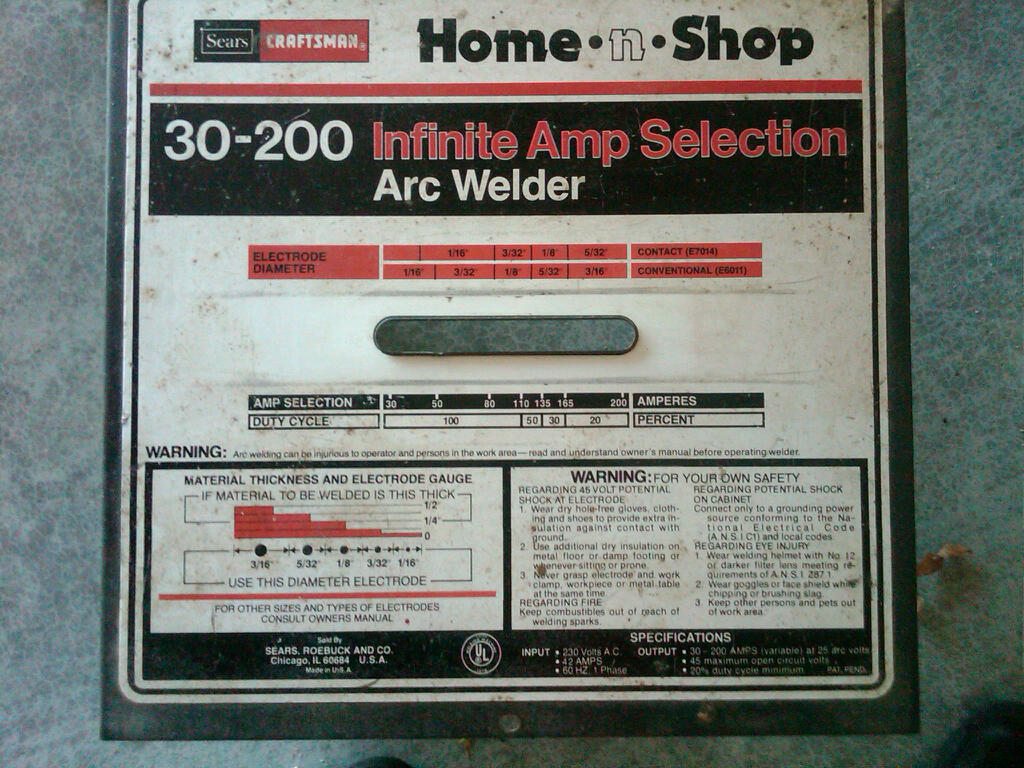 Sears CRAFTSMAN® Home·n·Shop
30-200 Infinite Amp Selection
Arc Welder
ELECTRODE DIAMETER
1/16" 3/32" 1/8" 5/32" CONTACT (E7014)
1/16" 3/32" 1/8" 5/32" 3/16" CONVENTIONAL (E6011)
AMP SELECTION 30 50 80 110 135 165 200 AMPERES
DUTY CYCLE 100 50 30 20 PERCENT
WARNING: Arc welding can be injurious to operator and persons in the work area—read and understand owner's manual before operating welder.
MATERIAL THICKNESS AND ELECTRODE GAUGE
IF MATERIAL TO BE WELDED IS THIS THICK
1/2"
1/4"
0
3/16" 5/32" 1/8" 3/32" 1/16"
USE THIS DIAMETER ELECTRODE
FOR OTHER SIZES AND TYPES OF ELECTRODES
CONSULT OWNERS MANUAL
WARNING: FOR YOUR OWN SAFETY
REGARDING 45 VOLT POTENTIAL
SHOCK AT ELECTRODE
1. Wear dry hole-free gloves, cloth-
ing and shoes to provide extra in-
sulation against contact with
ground.
2. Use additional dry insulation on
metal floor or damp footing or
whenever sitting or prone.
3. Never grasp electrode and work
clamp, workpiece or metal table
at the same time.
REGARDING FIRE
Keep combustibles out of reach of
welding sparks.
REGARDING POTENTIAL SHOCK
ON CABINET
Connect only to a grounding power
source conforming to the Na-
tional Electrical Code
(A.N.S.I.C1) and local codes
REGARDING EYE INJURY
1. Wear welding helmet with No. 12
or darker filter lens meeting re-
quirements of A.N.S.I. Z87.1
2. Wear goggles or face shield while
chipping or brushing slag.
3. Keep other persons and pets out
of work area.
Sold By
SEARS, ROEBUCK AND CO.
Chicago, IL 60684 U.S.A.
Made in U.S.A.
UL
SPECIFICATIONS
INPUT • 230 Volts A.C.
• 42 AMPS
• 60 HZ, 1 Phase
OUTPUT • 30 - 200 AMPS (variable) at 25 arc volts
• 45 maximum open circuit volts
• 20% duty cycle minimum PAT. PEND.